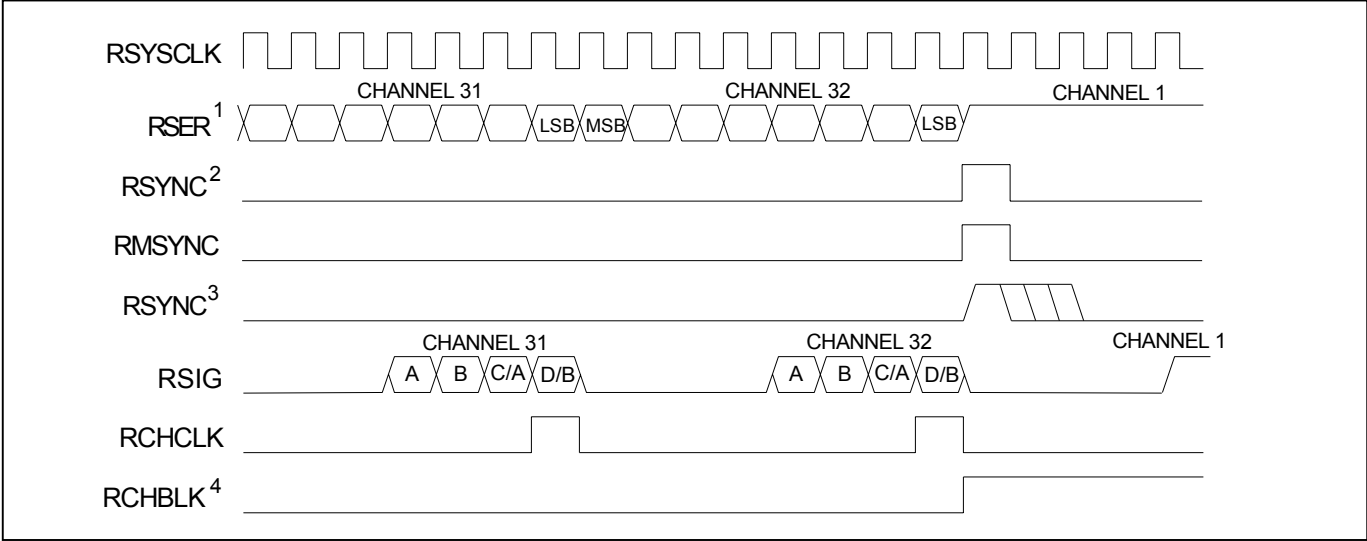 RSYSCLK
CHANNEL 31 CHANNEL 32 CHANNEL 1
RSER1 LSB MSB LSB
RSYNC2
RMSYNC
RSYNC3
CHANNEL 31 CHANNEL 32 CHANNEL 1
RSIG A B C/A D/B A B C/A D/B
RCHCLK
RCHBLK4